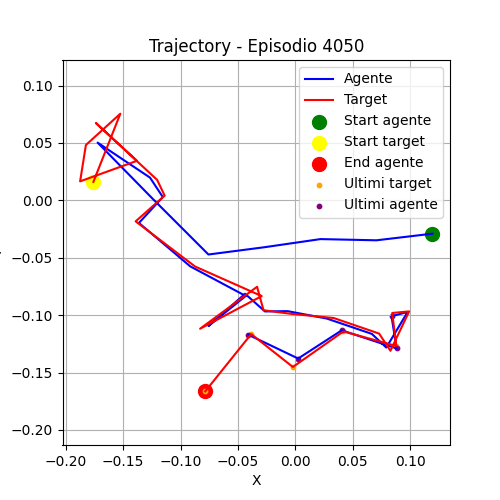 Trajectory - Episodio 4050
Agente
Target
Start agente
Start target
End agente
Ultimi target
Ultimi agente
0.10
0.05
0.00
−0.05
−0.10
−0.15
−0.20
−0.20
−0.15
−0.10
−0.05
0.00
0.05
0.10
X